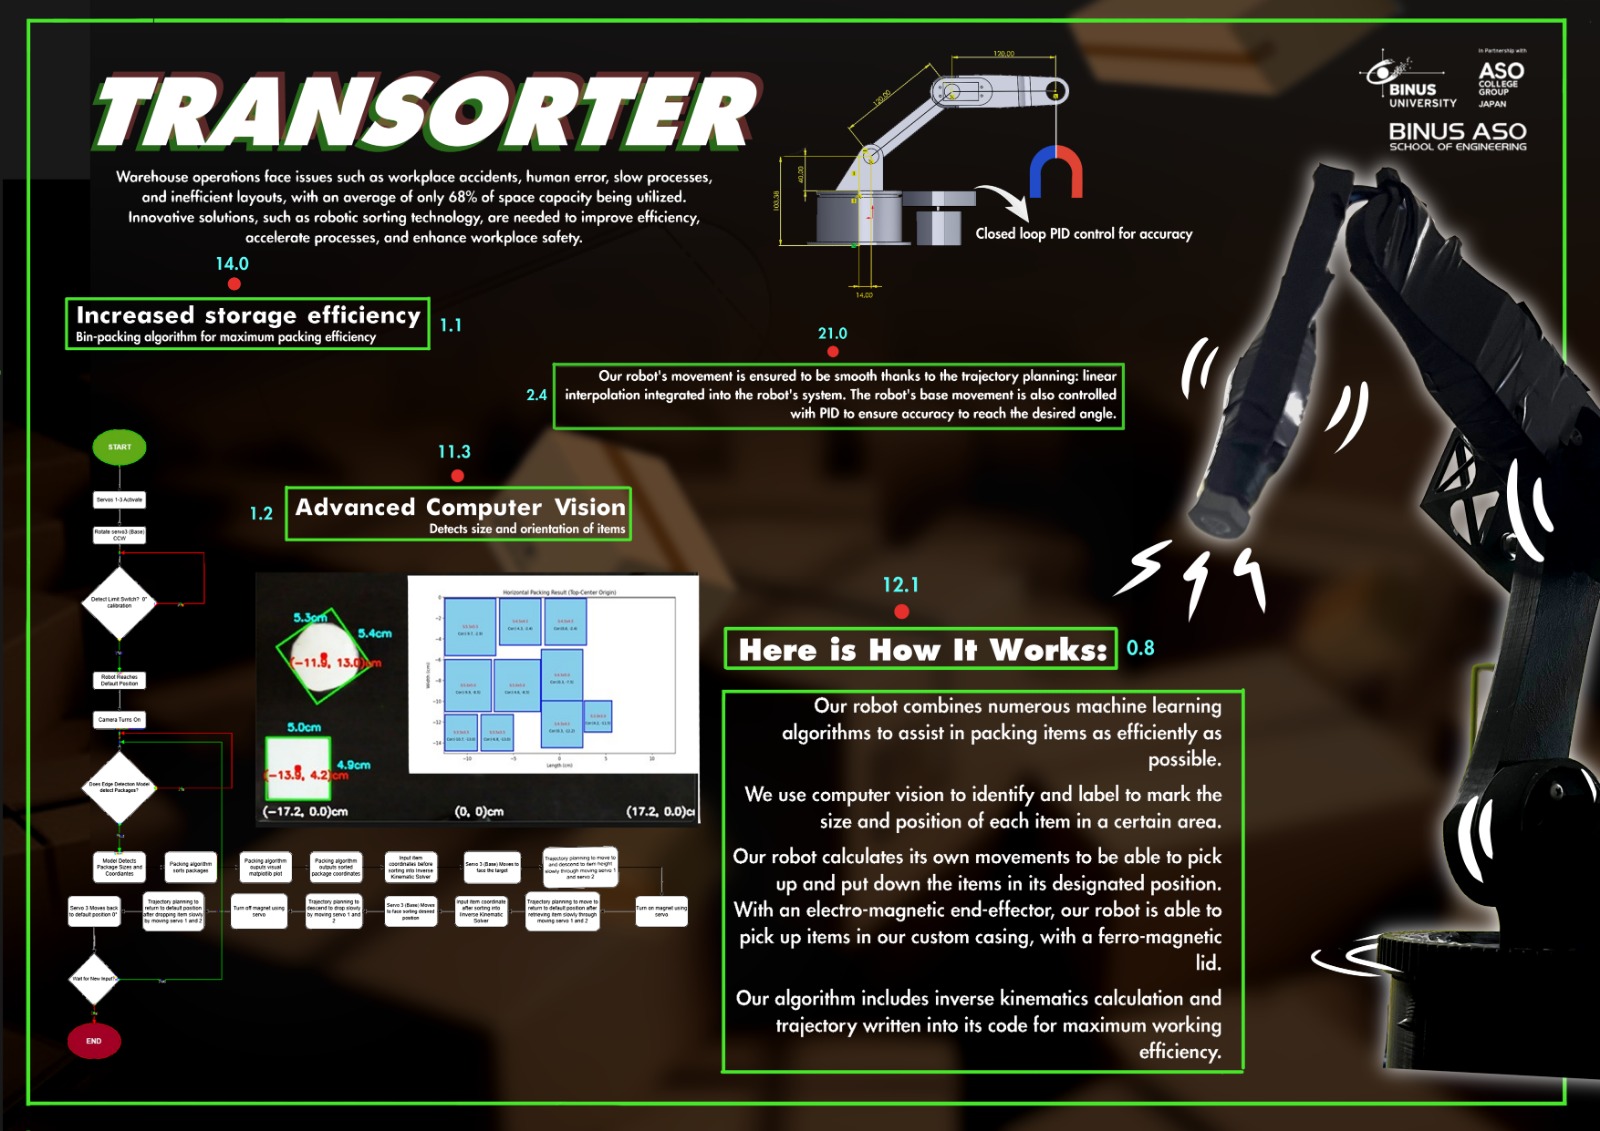 TRANSORTER
Warehouse operations face issues such as workplace accidents, human error, slow processes,
and inefficient layouts, with an average of only 68% of space capacity being utilized.
Innovative solutions, such as robotic sorting technology, are needed to improve efficiency,
accelerate processes, and enhance workplace safety.
120,00
120,00
40,00
14,00
Closed loop PID control for accuracy
In Partnership with
BINUS
UNIVERSITY
ASO
COLLEGE
GROUP
JAPAN
BINUS ASO
SCHOOL OF ENGINEERING
14.0
Increased storage efficiency
Bin-packing algorithm for maximum packing efficiency
1.1
21.0
2.4
Our robot's movement is ensured to be smooth thanks to the trajectory planning: linear
interpolation integrated into the robot's system. The robot's base movement is also controlled
with PID to ensure accuracy to reach the desired angle.
11.3
1.2
Advanced Computer Vision
Detects size and orientation of items
START
Servos 1-3 Activate
Rotate servo3 (Base)
CCW
Detect Limit Switch? 0°
calibration
Robot Reaches
Default Position
Camera Turns On
Does Edge Detection Model
detect Packages?
Model Detects
Package Sizes and
Coordiantes
Packing algorithm
sorts packages
Packing algorithm
ouputs visual
matplotlib plot
Packing algorithm
outputs sorted
package coordinates
Input item
coordinates before
sorting into Inverse
Kinematic Solver
Servo 3 (Base) Moves to
face the target
Trajectory planning to move to
and descend to item height
slowly through moving servo 1
and servo 2
Turn on magnet using
servo
Trajectory planning to move to
return to default position after
retrieving item slowly through
moving servo 1 and 2
Input item coordinate
after sorting into
Inverse Kinematic
Solver
Servo 3 (Base) Moves
to face sorting desired
position
Trajectory planning to
descend to drop slowly
by moving servo 1 and
2
Turn off magnet using
servo
Trajectory planning to
return to default position
after dropping item slowly
by moving servo 1 and 2
Servo 3 Moves back
to default position 0°
Wait for New Input?
END
5.3cm
5.4cm
(-11.9, 13.0)cm
5.0cm
4.9cm
(-13.9, 4.2)cm
(-17.2, 0.0)cm
(0, 0)cm
(17.2, 0.0)c
Horizontal Packing Result (Top-Center Origin)
Width (cm)
0
-2
-4
-6
-8
-10
-12
-14
-10
-5
0
5
10
Length (cm)
12.1
Here is How It Works:
0.8
Our robot combines numerous machine learning
algorithms to assist in packing items as efficiently as
possible.
We use computer vision to identify and label to mark the
size and position of each item in a certain area.
Our robot calculates its own movements to be able to pick
up and put down the items in its designated position.
With an electro-magnetic end-effector, our robot is able to
pick up items in our custom casing, with a ferro-magnetic
lid.
Our algorithm includes inverse kinematics calculation and
trajectory written into its code for maximum working
efficiency.